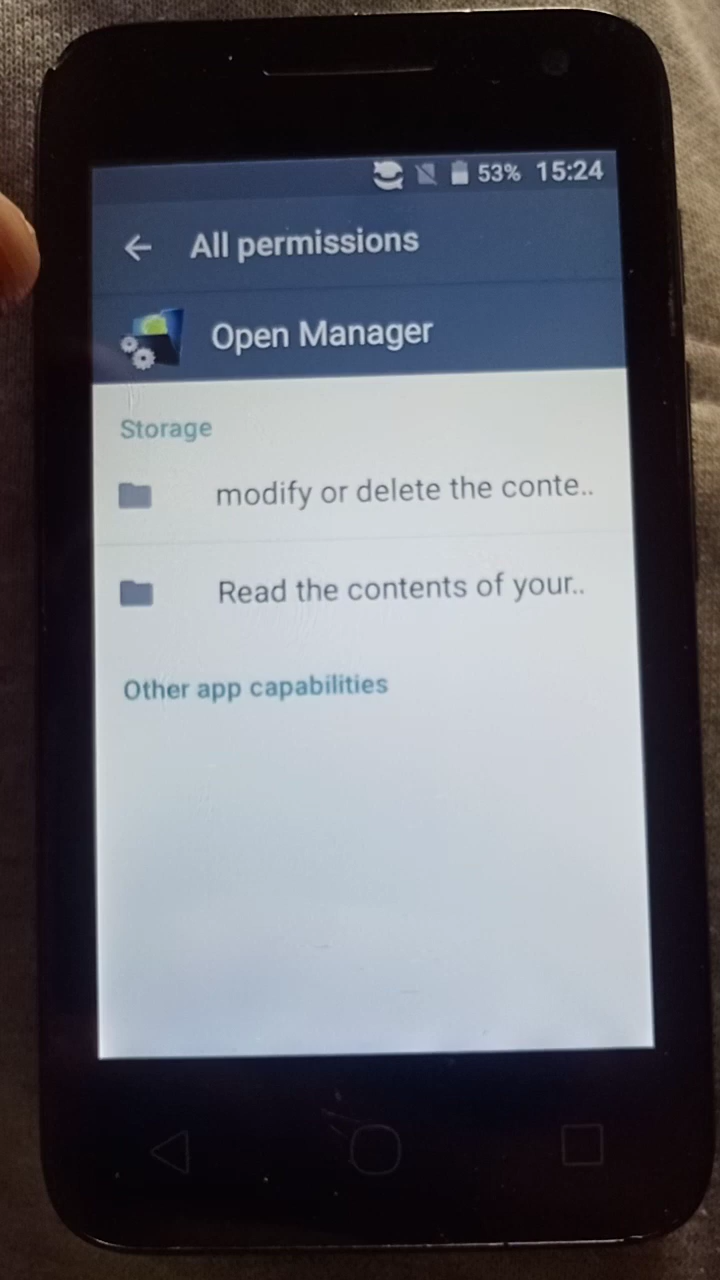 53% 15:24
All permissions
Open Manager
Storage
modify or delete the conte..
Read the contents of your..
Other app capabilities